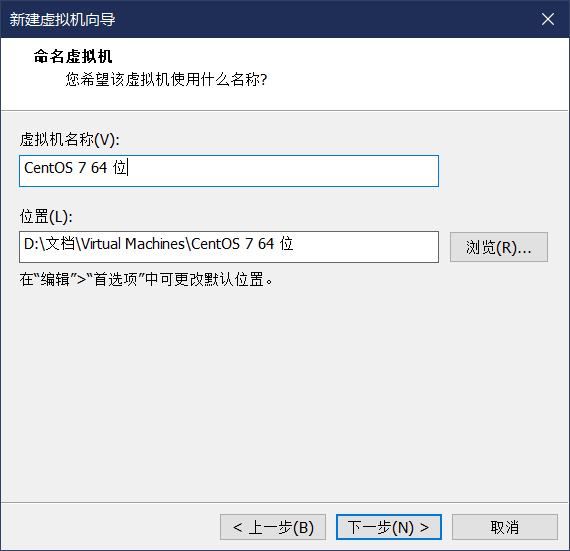 新建虚拟机向导
命名虚拟机
您希望该虚拟机使用什么名称?
虚拟机名称(V):
CentOS 7 64 位
位置(L):
D:\文档\Virtual Machines\CentOS 7 64 位
浏览(R)...
在“编辑”>“首选项”中可更改默认位置。
< 上一步(B)
下一步(N) >
取消